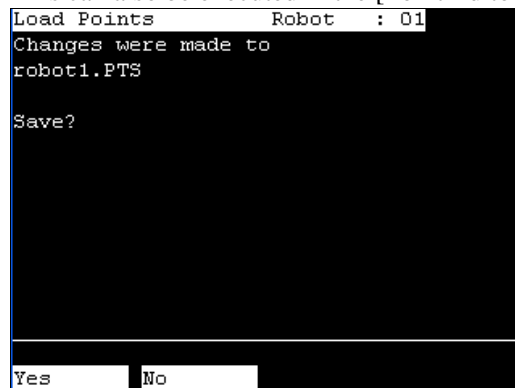 Load Points Robot : 01
Changes were made to
robot1.PTS
Save?
Yes No